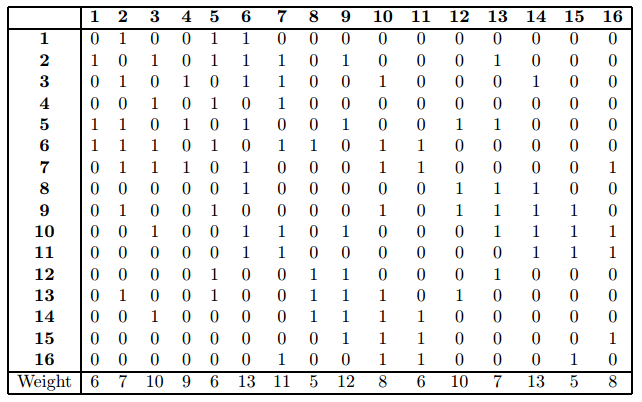 1 2 3 4 5 6 7 8 9 10 11 12 13 14 15 16
1 0 1 0 0 1 1 0 0 0 0 0 0 0 0 0 0
2 1 0 1 0 1 1 1 0 1 0 0 0 1 0 0 0
3 0 1 0 1 0 1 1 0 0 1 0 0 0 1 0 0
4 0 0 1 0 1 0 1 0 0 0 0 0 0 0 0 0
5 1 1 0 1 0 1 0 0 1 0 0 1 1 0 0 0
6 1 1 1 0 1 0 1 1 0 1 1 0 0 0 0 0
7 0 1 1 1 0 1 0 0 0 1 1 0 0 0 0 1
8 0 0 0 0 0 1 0 0 0 0 0 1 1 1 0 0
9 0 1 0 0 1 0 0 0 0 1 0 1 1 1 1 0
10 0 0 1 0 0 1 1 0 1 0 0 0 1 1 1 1
11 0 0 0 0 0 1 1 0 0 0 0 0 0 1 1 1
12 0 0 0 0 1 0 0 1 1 0 0 0 1 0 0 0
13 0 1 0 0 1 0 0 1 1 1 0 1 0 0 0 0
14 0 0 1 0 0 0 0 1 1 1 1 0 0 0 0 0
15 0 0 0 0 0 0 0 0 1 1 1 0 0 0 0 1
16 0 0 0 0 0 0 1 0 0 1 1 0 0 0 1 0
Weight 6 7 10 9 6 13 11 5 12 8 6 10 7 13 5 8